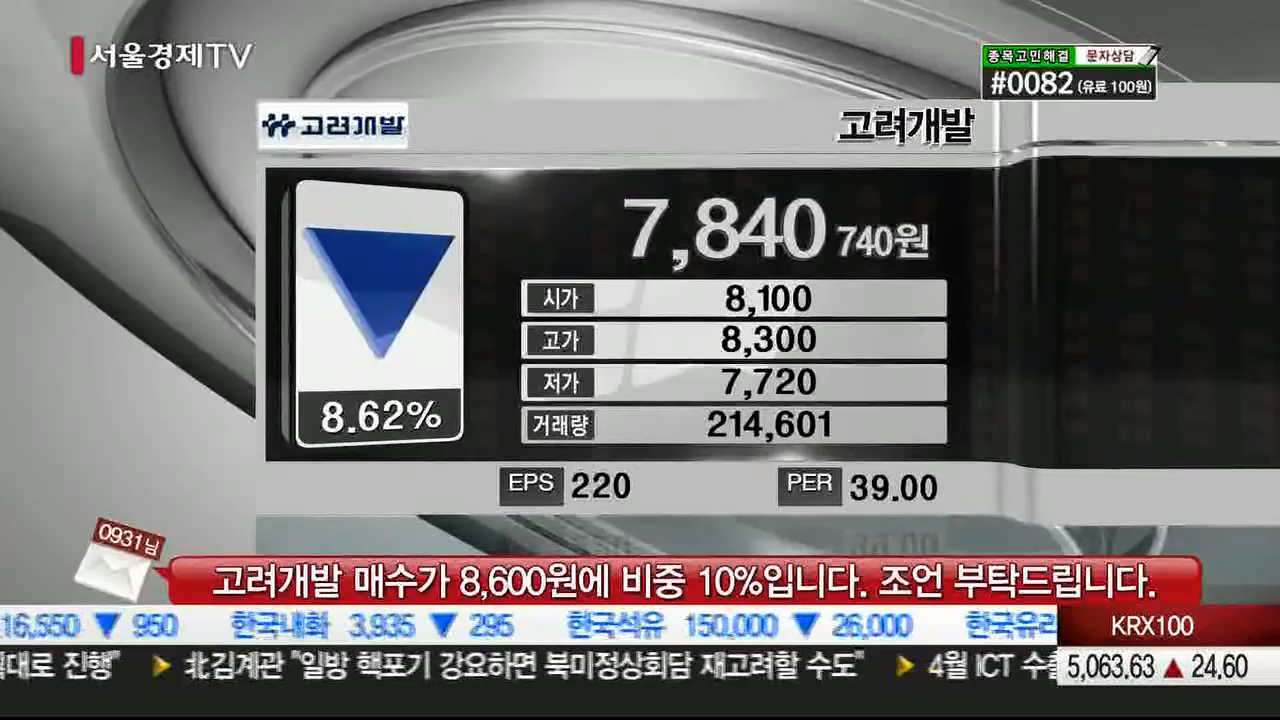 서울경제TV
종목고민해결 문자상담
#0082 (유료 100원)
고려개발
고려개발
7,840 740원
8.62%
시가 8,100
고가 8,300
저가 7,720
거래량 214,601
EPS 220 PER 39.00
0931님
고려개발 매수가 8,600원에 비중 10%입니다. 조언 부탁드립니다.
16,550 ▼ 950 한국내화 3,935 ▼ 295 한국석유 150,000 ▼ 26,000 한국유리
KRX100
대로 진행" ▶ 北김계관 "일방 핵포기 강요하면 북미정상회담 재고려할 수도" ▶ 4월 ICT 수출
5,063.63 ▲ 24.60